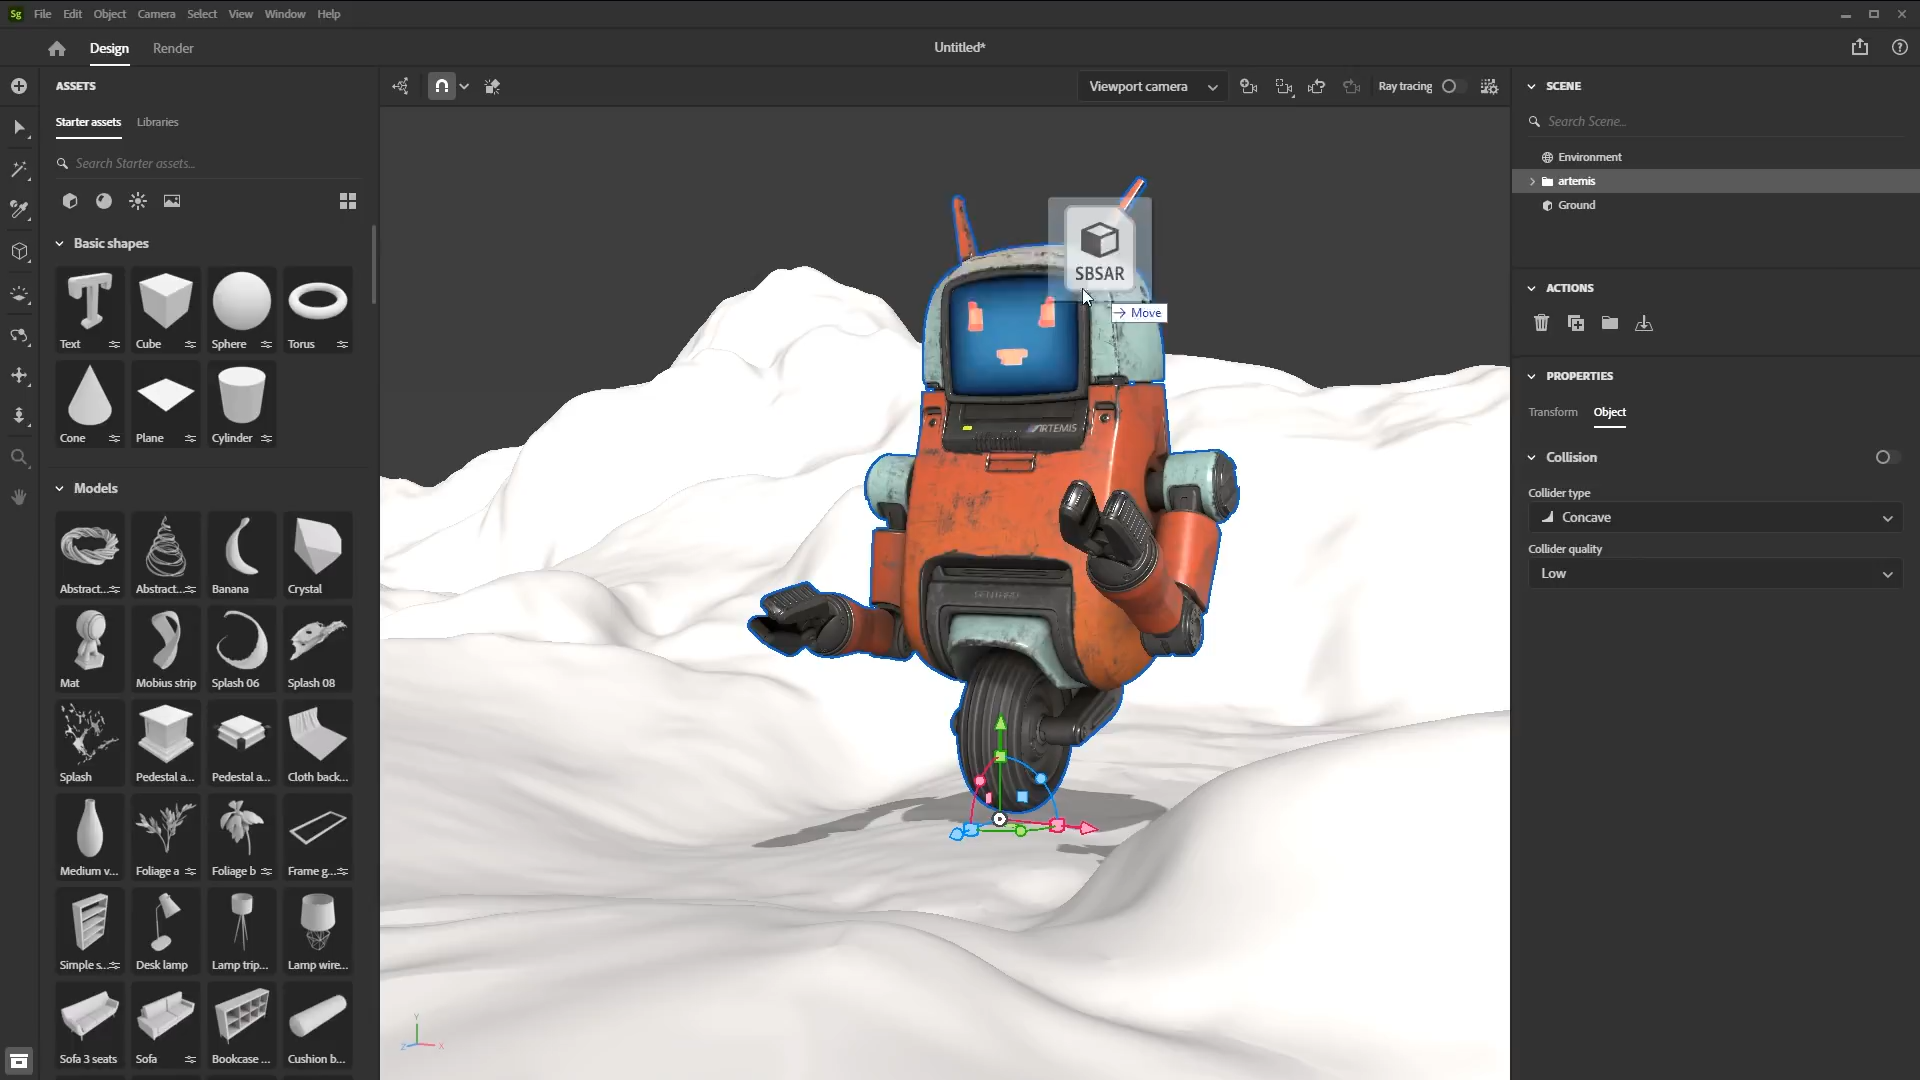 Sg File Edit Object Camera Select View Window Help
Design Render Untitled*
ASSETS
Starter assets Libraries
Search Starter assets...
Basic shapes
Text Cube Sphere Torus
Cone Plane Cylinder
Models
Abstract... Abstract... Banana Crystal
Mat Mobius strip Splash 06 Splash 08
Splash Pedestal a... Pedestal a... Cloth back...
Medium v... Foliage a Foliage b Frame g...
Simple s... Desk lamp Lamp trip... Lamp wire...
Sofa 3 seats Sofa Bookcase ... Cushion b...
Viewport camera Ray tracing
SBSAR
Move
ARTEMIS
Y
Z X
SCENE
Search Scene...
Environment
artemis
Ground
ACTIONS
PROPERTIES
Transform Object
Collision
Collider type
Concave
Collider quality
Low